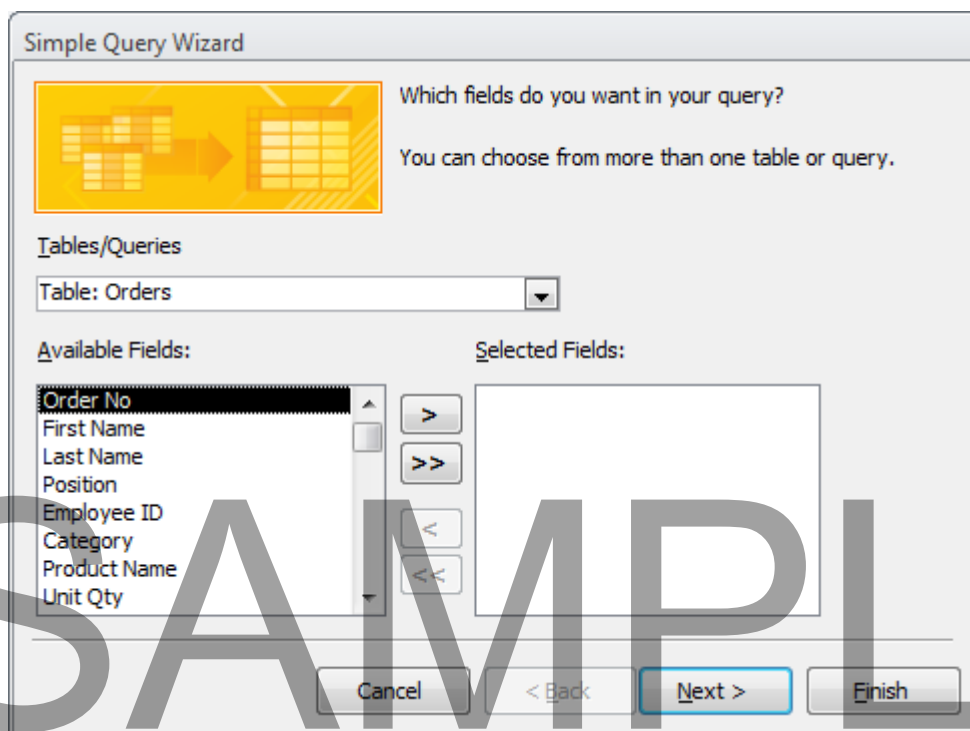 Simple Query Wizard
Which fields do you want in your query?
You can choose from more than one table or query.
Tables/Queries
Table: Orders
Available Fields:
Selected Fields:
Order No
First Name
Last Name
Position
Employee ID
Category
Product Name
Unit Qty
>
>>
<
<<
Cancel
< Back
Next >
Finish
SAMPL